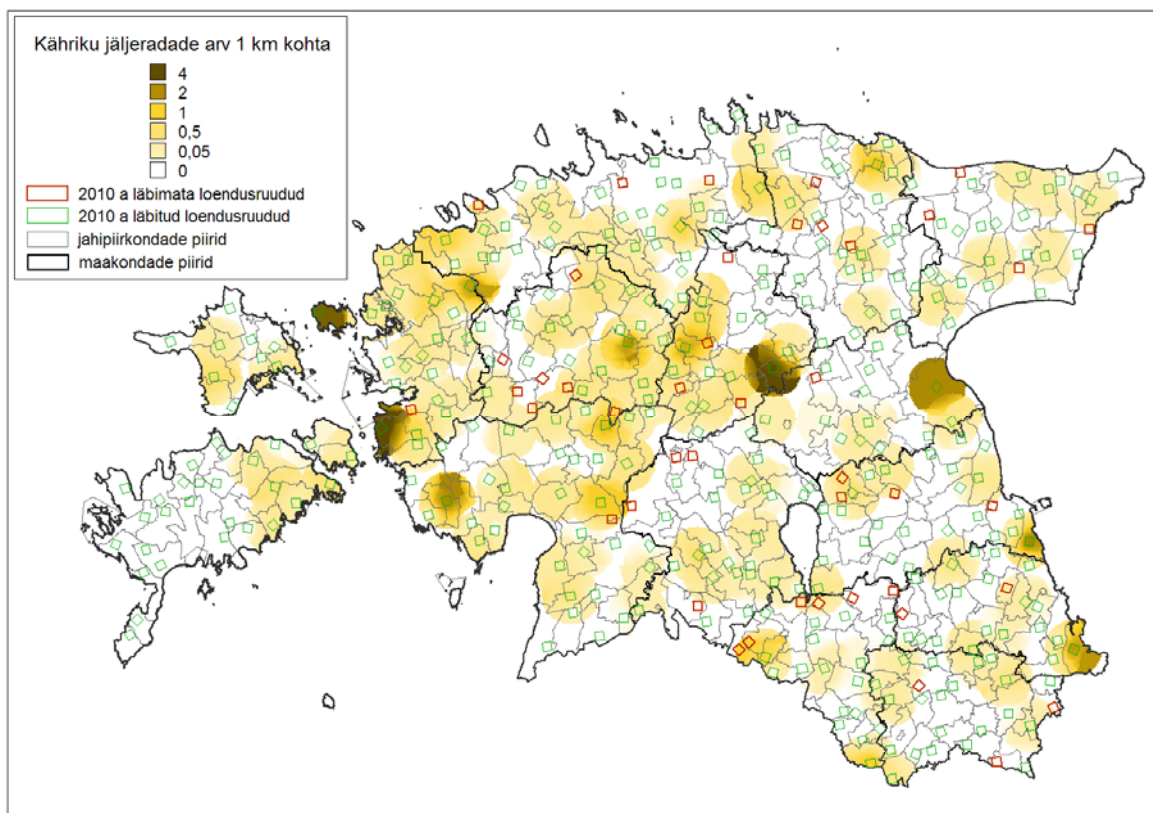 Kähriku jäljeradade arv 1 km kohta
4
2
1
0,5
0,05
0
2010 a läbimata loendusruudud
2010 a läbitud loendusruudud
jahipiirkondade piirid
maakondade piirid